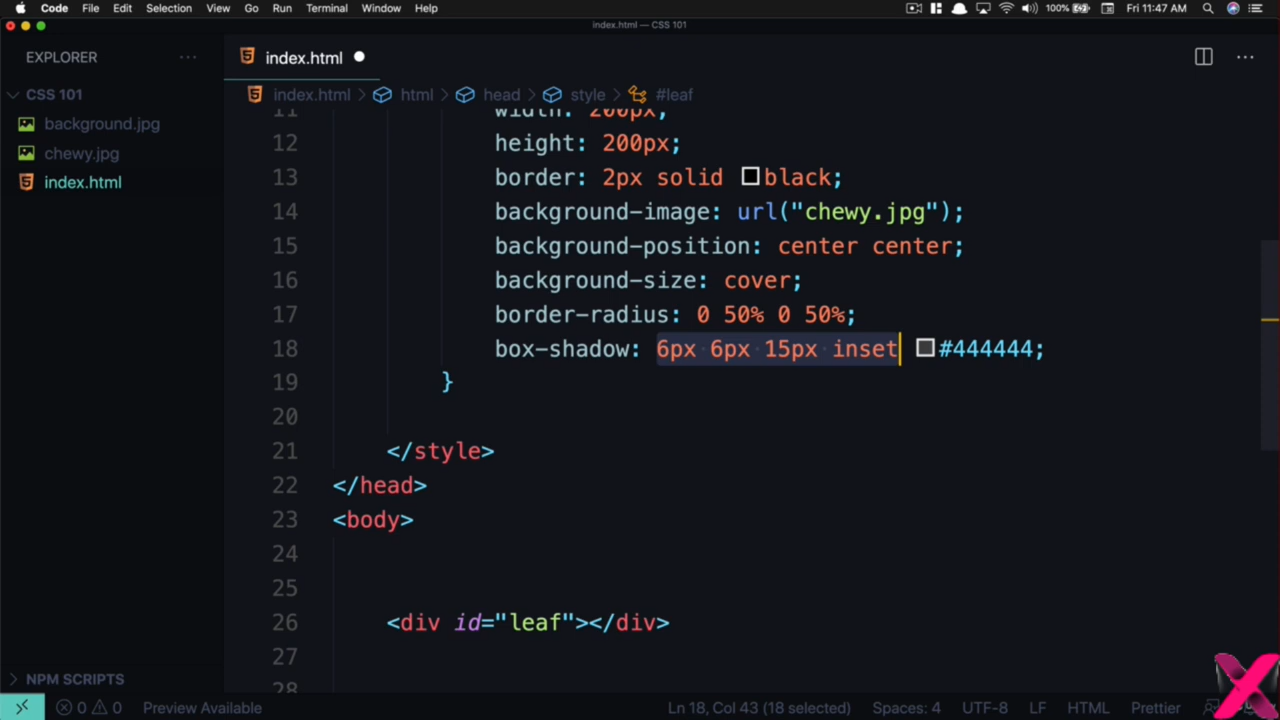 Code File Edit Selection View Go Run Terminal Window Help 100% Fri 11:47 AM
index.html — CSS 101
EXPLORER
index.html
CSS 101
index.html > html > head > style > #leaf
background.jpg
chewy.jpg
index.html
11 width: 200px;
12 height: 200px;
13 border: 2px solid black;
14 background-image: url("chewy.jpg");
15 background-position: center center;
16 background-size: cover;
17 border-radius: 0 50% 0 50%;
18 box-shadow: 6px 6px 15px inset #444444;
19 }
20
21 </style>
22 </head>
23 <body>
24
25
26 <div id="leaf"></div>
27
28
NPM SCRIPTS
0 0 Preview Available Ln 18, Col 43 (18 selected) Spaces: 4 UTF-8 LF HTML Prettier